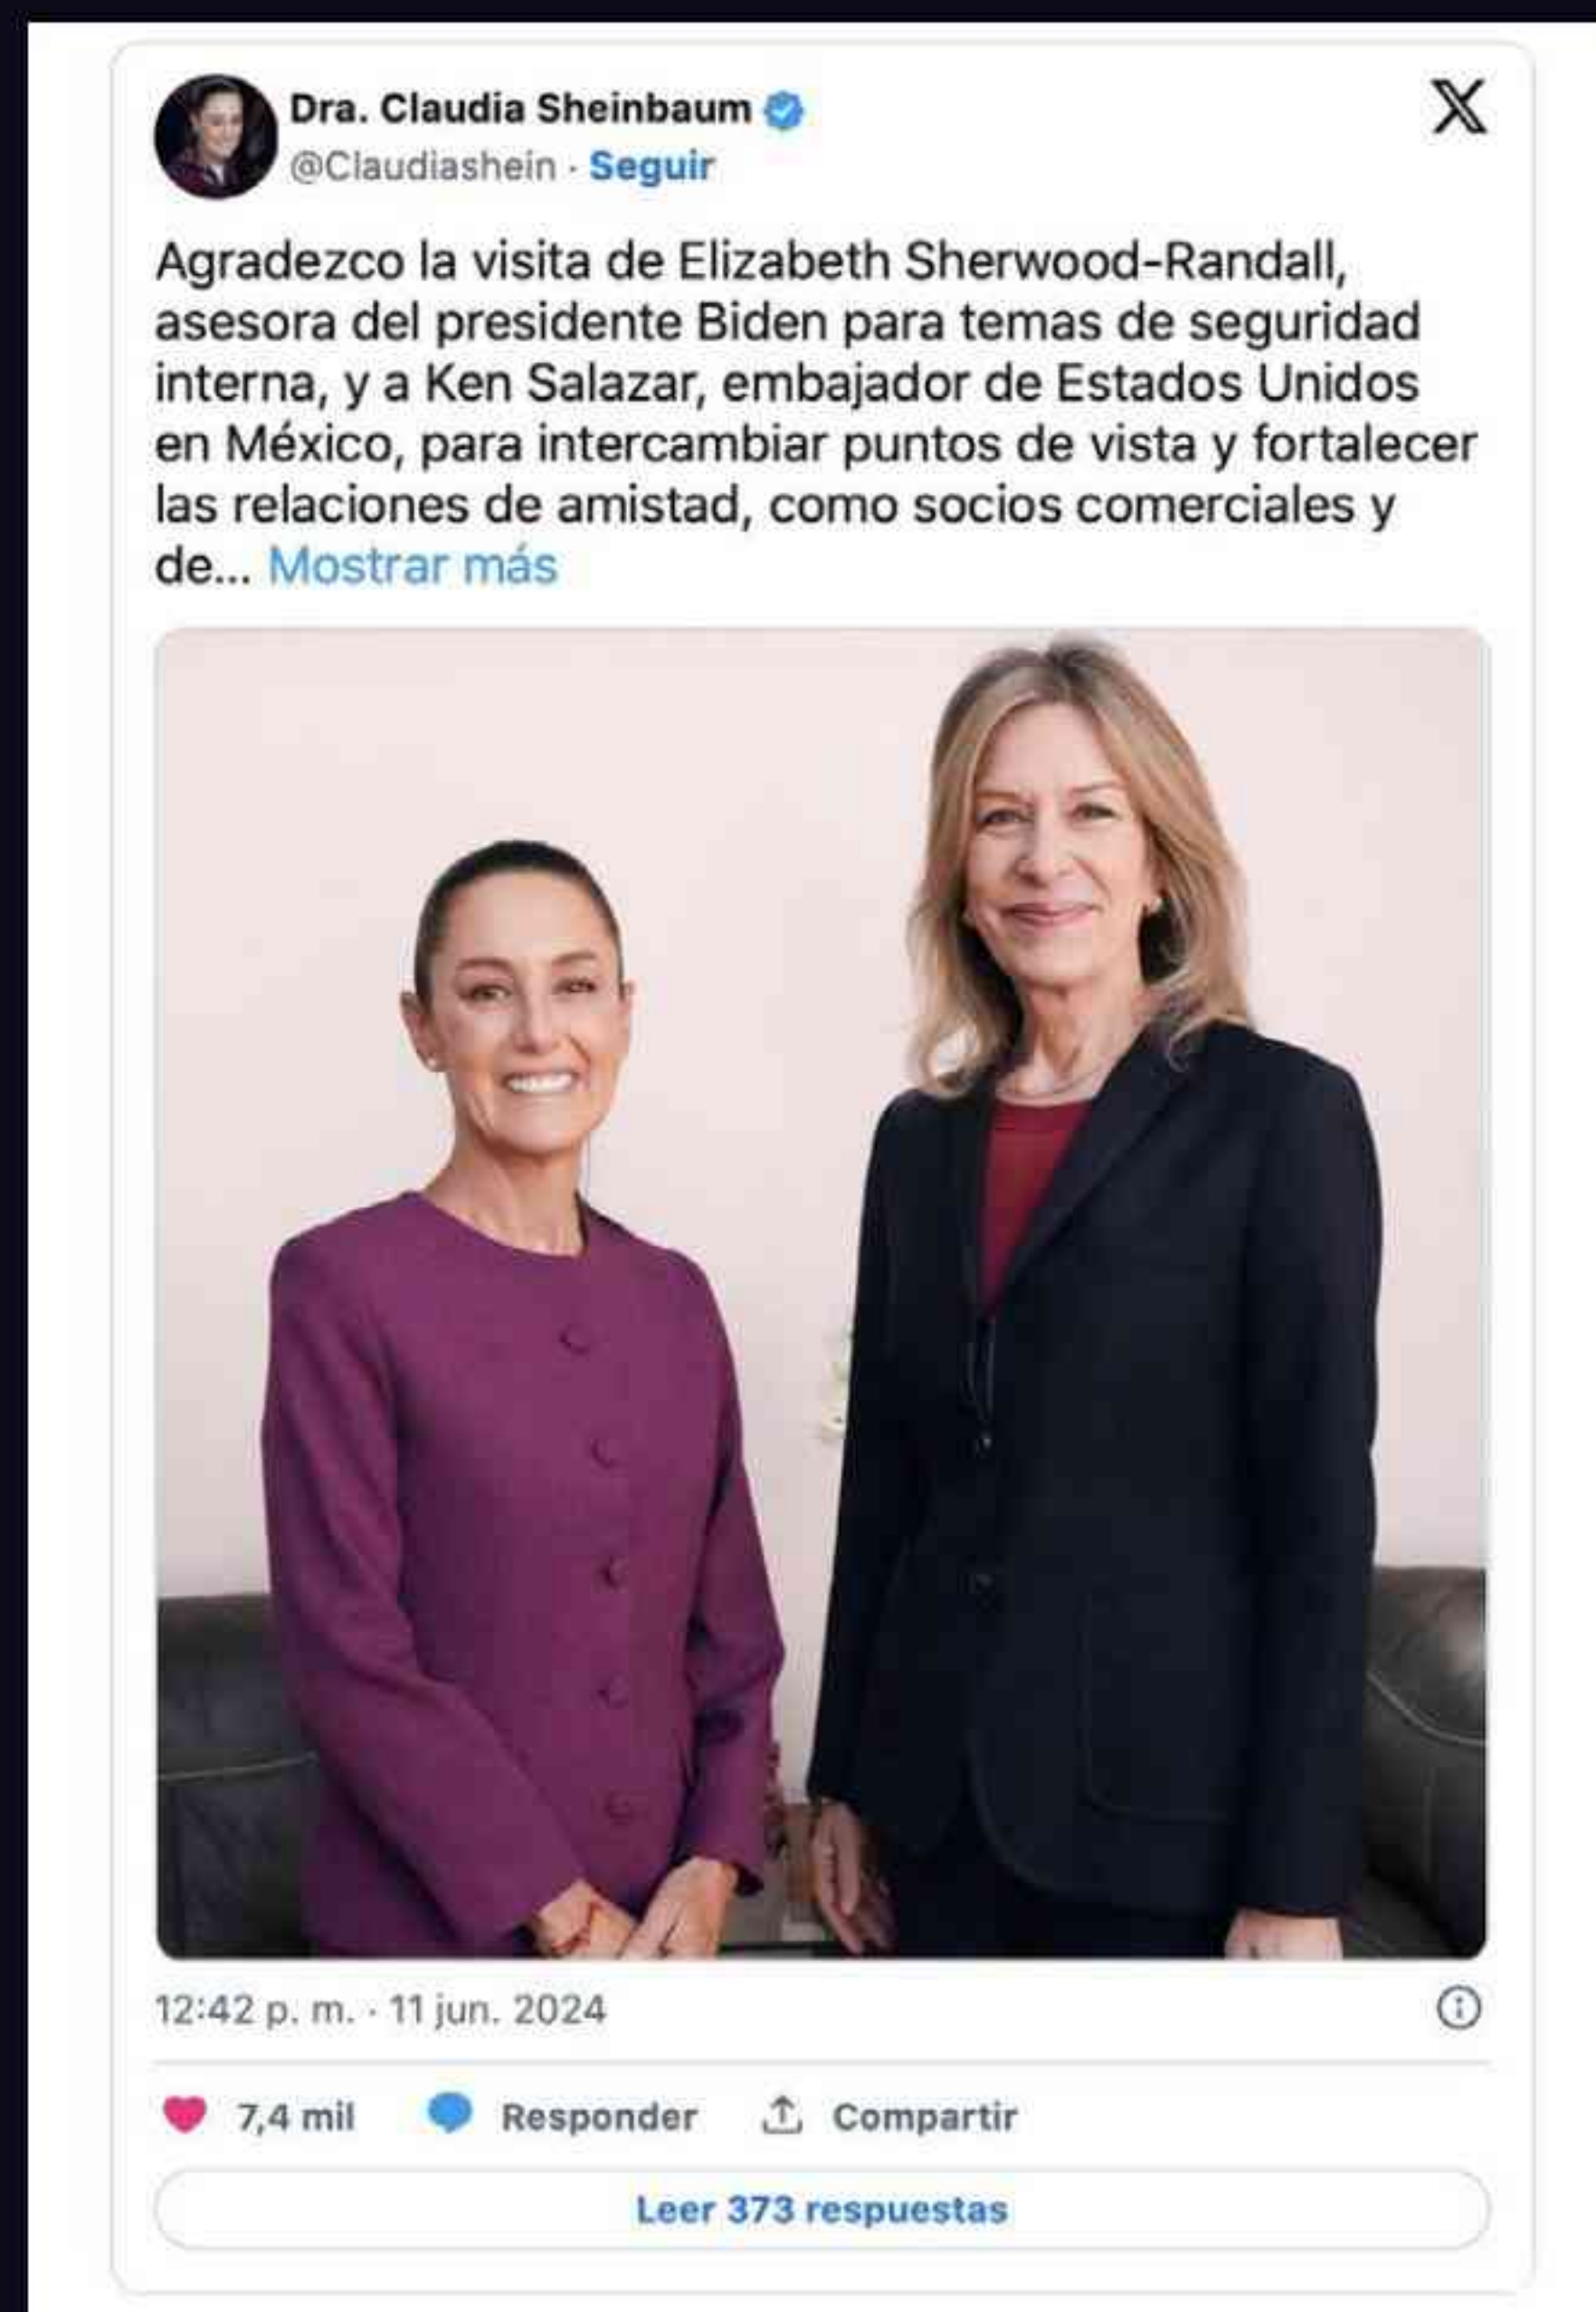 Dra. Claudia Sheinbaum
@Claudiashein · Seguir
Agradezco la visita de Elizabeth Sherwood-Randall,
asesora del presidente Biden para temas de seguridad
interna, y a Ken Salazar, embajador de Estados Unidos
en México, para intercambiar puntos de vista y fortalecer
las relaciones de amistad, como socios comerciales y
de... Mostrar más
12:42 p. m. · 11 jun. 2024
7,4 mil Responder Compartir
Leer 373 respuestas